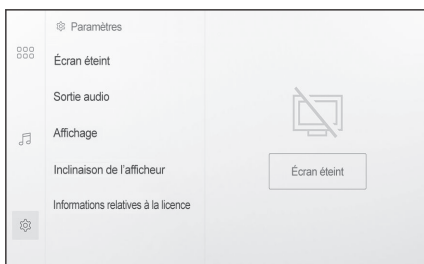 Paramètres
Écran éteint
Sortie audio
Affichage
Inclinaison de l'afficheur
Informations relatives à la licence
Écran éteint